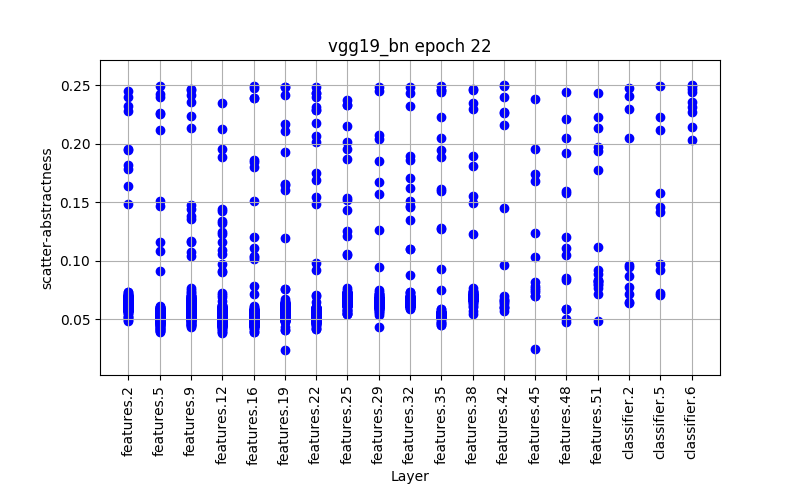 vgg19_bn epoch 22
scatter-abstractness
0.25
0.20
0.15
0.10
0.05
features.2
features.5
features.9
features.12
features.16
features.19
features.22
features.25
features.29
features.32
features.35
features.38
features.42
features.45
features.48
features.51
classifier.2
classifier.5
classifier.6
Layer